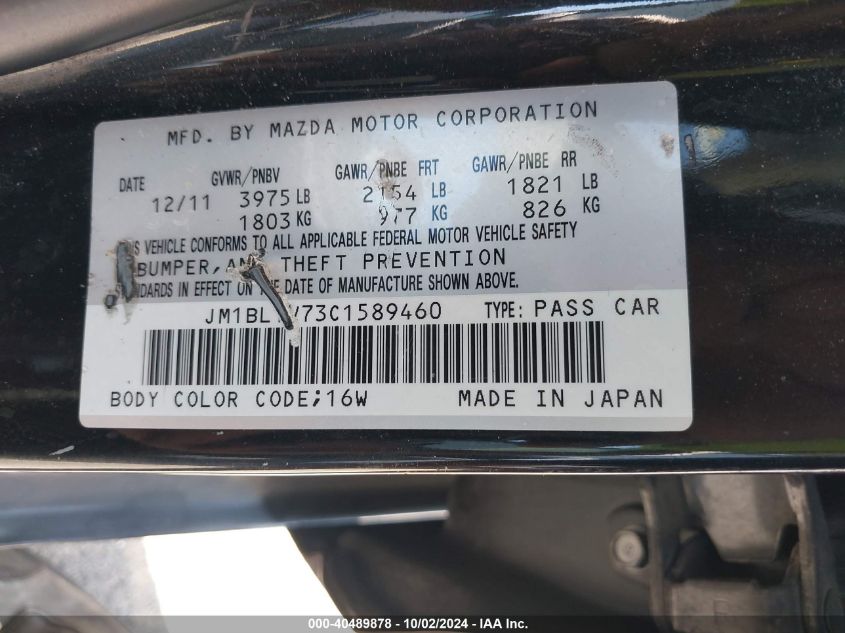 MFD. BY MAZDA MOTOR CORPORATION
DATE GVWR/PNBV GAWR/PNBE FRT GAWR/PNBE RR
12/11 3975 LB LB 1821 LB
1803 KG 977 KG 826 KG
VEHICLE CONFORMS TO ALL APPLICABLE FEDERAL MOTOR VEHICLE SAFETY
BUMPER, THEFT PREVENTION
IN EFFECT ON DATE OF MANUFACTURE SHOWN ABOVE.
TYPE: PASS CAR
BODY COLOR CODE;16W MADE IN JAPAN
000-40489878 - 10/02/2024 - IAA Inc.